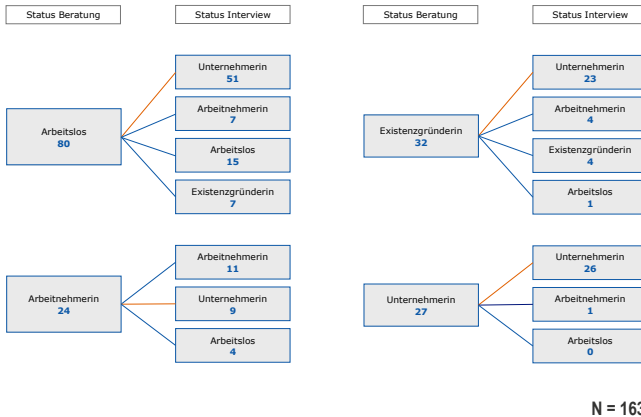 Status Beratung
Status Interview
Status Beratung
Status Interview
Arbeitslos
80
Unternehmerin
51
Arbeitnehmerin
7
Arbeitslos
15
Existenzgründerin
7
Existenzgründerin
32
Unternehmerin
23
Arbeitnehmerin
4
Existenzgründerin
4
Arbeitslos
1
Arbeitnehmerin
24
Arbeitnehmerin
11
Unternehmerin
9
Arbeitslos
4
Unternehmerin
27
Unternehmerin
26
Arbeitnehmerin
1
Arbeitslos
0
N = 163